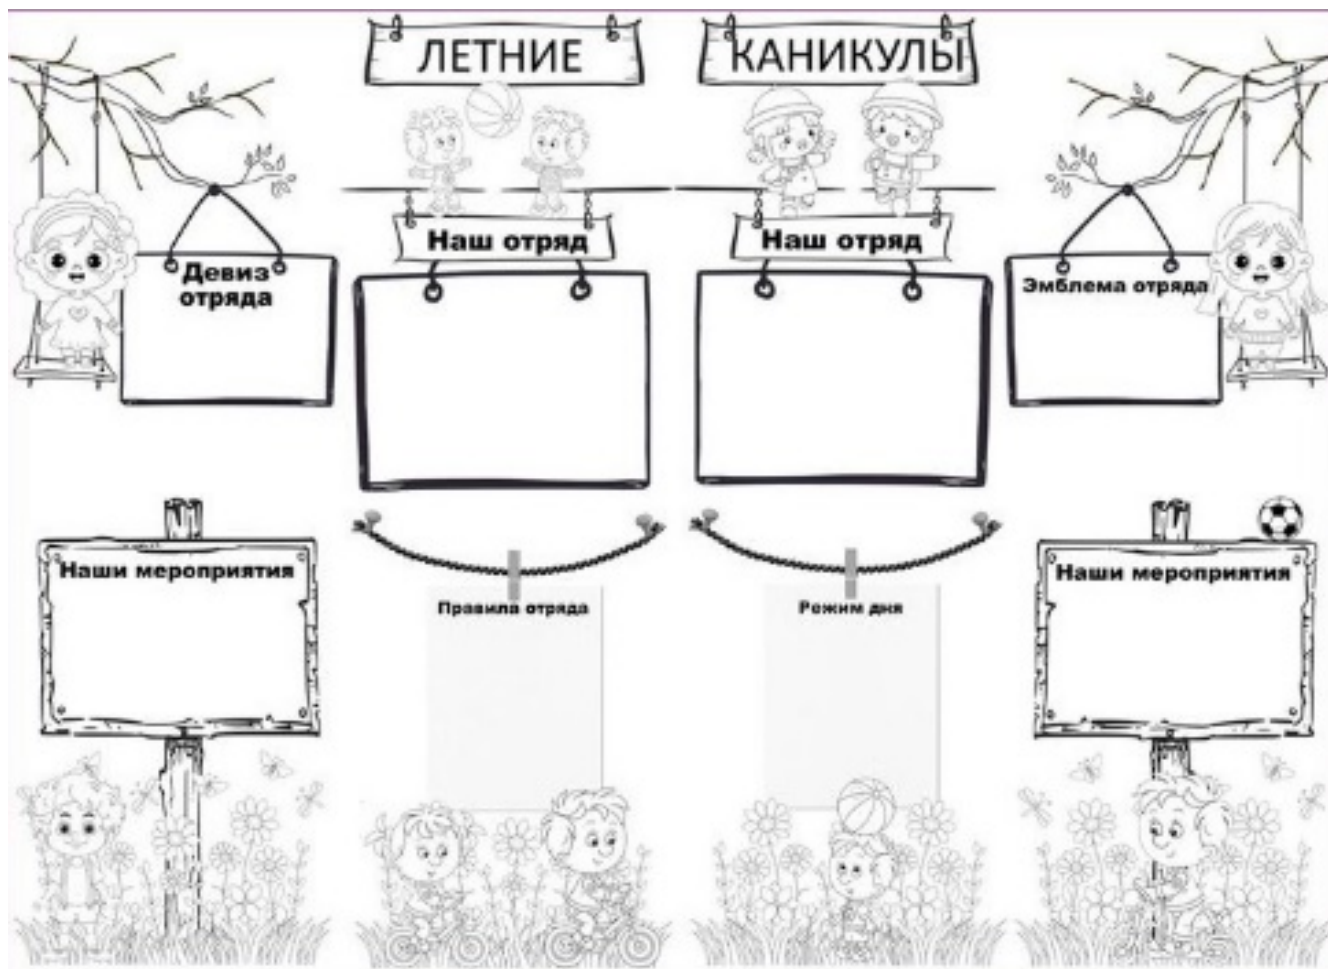 ЛЕТНИЕ
КАНИКУЛЫ
Наш отряд
Наш отряд
Девиз
отряда
Эмблема отряда
Наши мероприятия
Правила отряда
Режим дня
Наши мероприятия